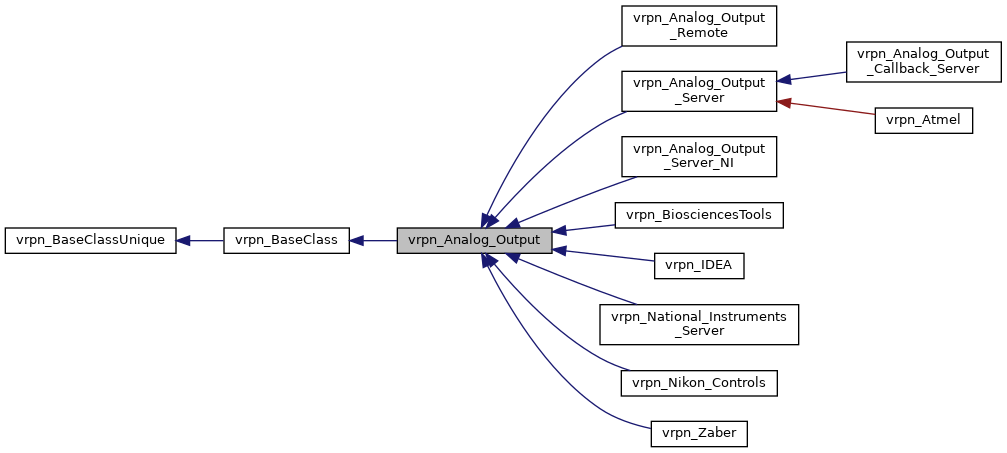 vrpn_BaseClassUnique
vrpn_BaseClass
vrpn_Analog_Output
vrpn_Analog_Output
_Remote
vrpn_Analog_Output
_Server
vrpn_Analog_Output
_Callback_Server
vrpn_Atmel
vrpn_Analog_Output
_Server_NI
vrpn_BiosciencesTools
vrpn_IDEA
vrpn_National_Instruments
_Server
vrpn_Nikon_Controls
vrpn_Zaber